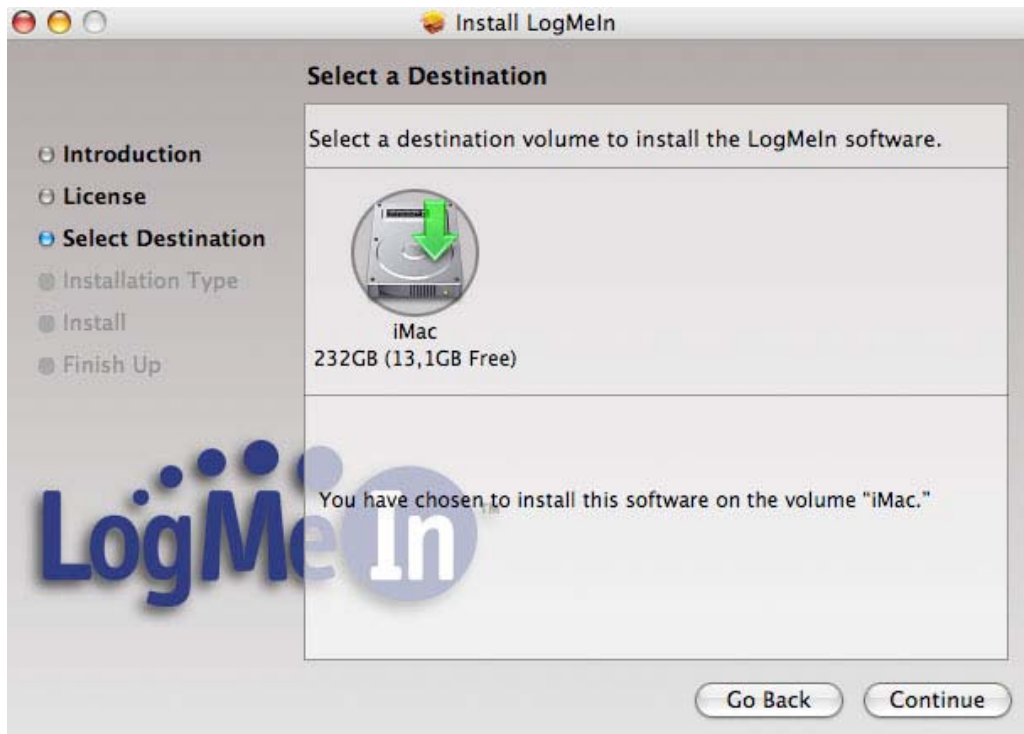 Install LogMeIn
Select a Destination
Introduction
License
Select Destination
Installation Type
Install
Finish Up
Select a destination volume to install the LogMeIn software.
iMac
232GB (13,1GB Free)
You have chosen to install this software on the volume "iMac."
LogMeIn™
Go Back
Continue